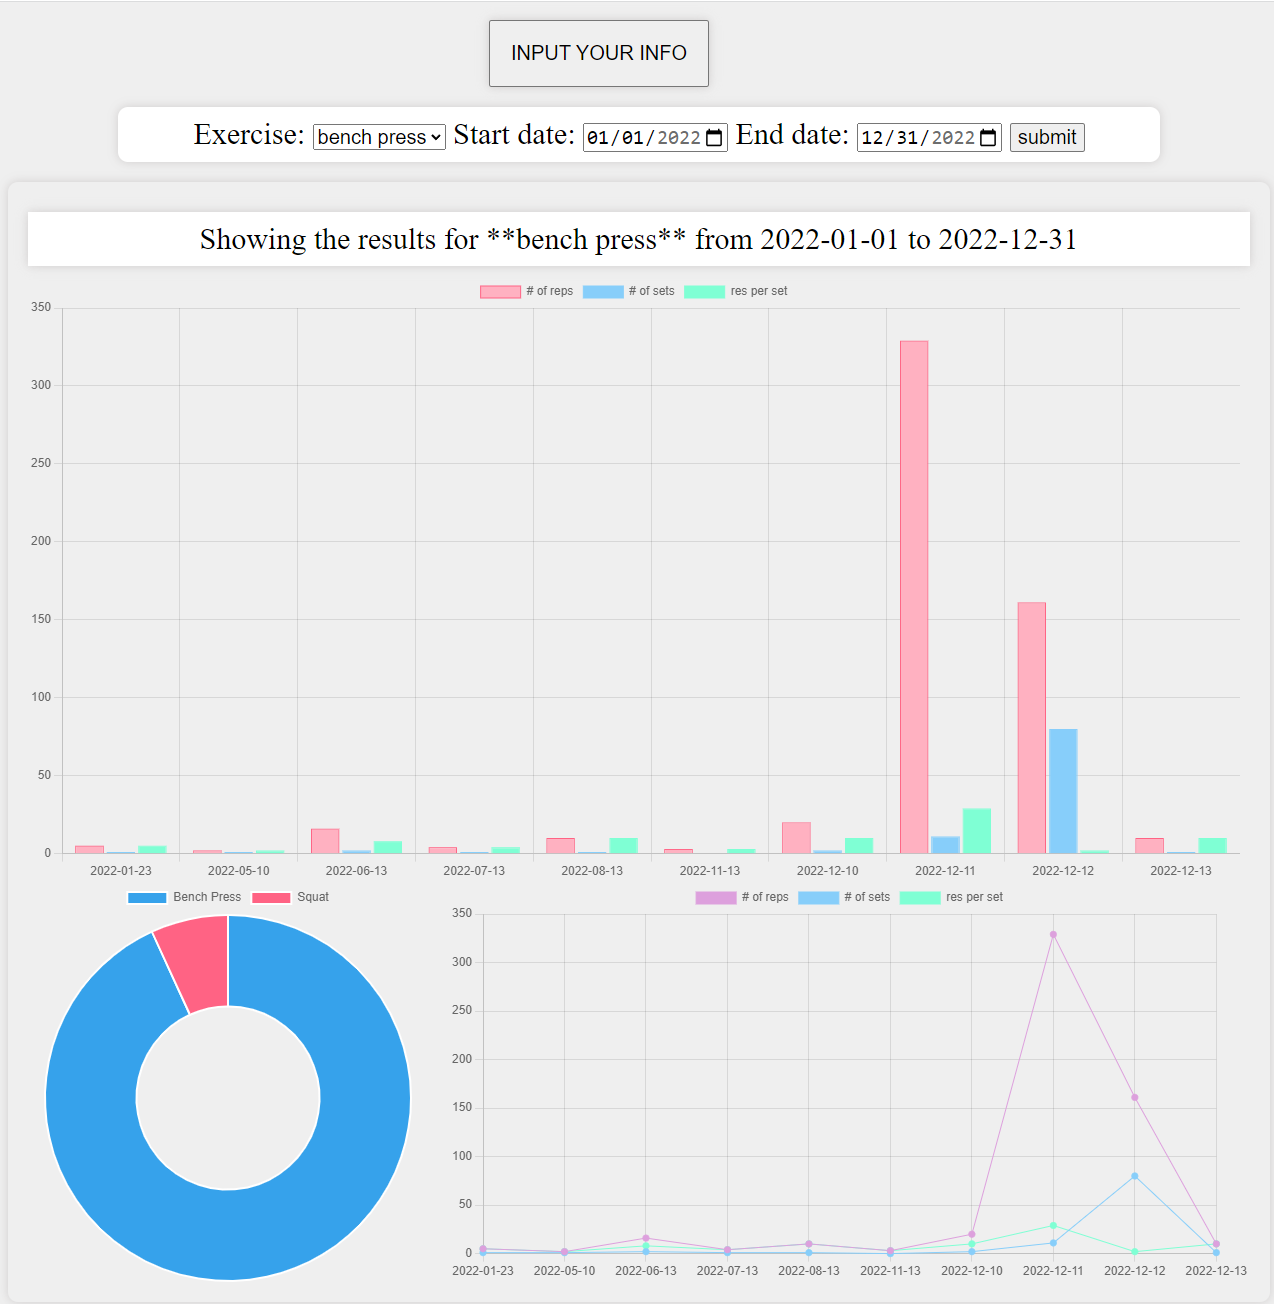 INPUT YOUR INFO
Exercise: bench press Start date: 01/01/2022 End date: 12/31/2022 submit
Showing the results for **bench press** from 2022-01-01 to 2022-12-31
# of reps # of sets res per set
350
300
250
200
150
100
50
0
2022-01-23 2022-05-10 2022-06-13 2022-07-13 2022-08-13 2022-11-13 2022-12-10 2022-12-11 2022-12-12 2022-12-13
Bench Press Squat
# of reps # of sets res per set
350
300
250
200
150
100
50
0
2022-01-23 2022-05-10 2022-06-13 2022-07-13 2022-08-13 2022-11-13 2022-12-10 2022-12-11 2022-12-12 2022-12-13